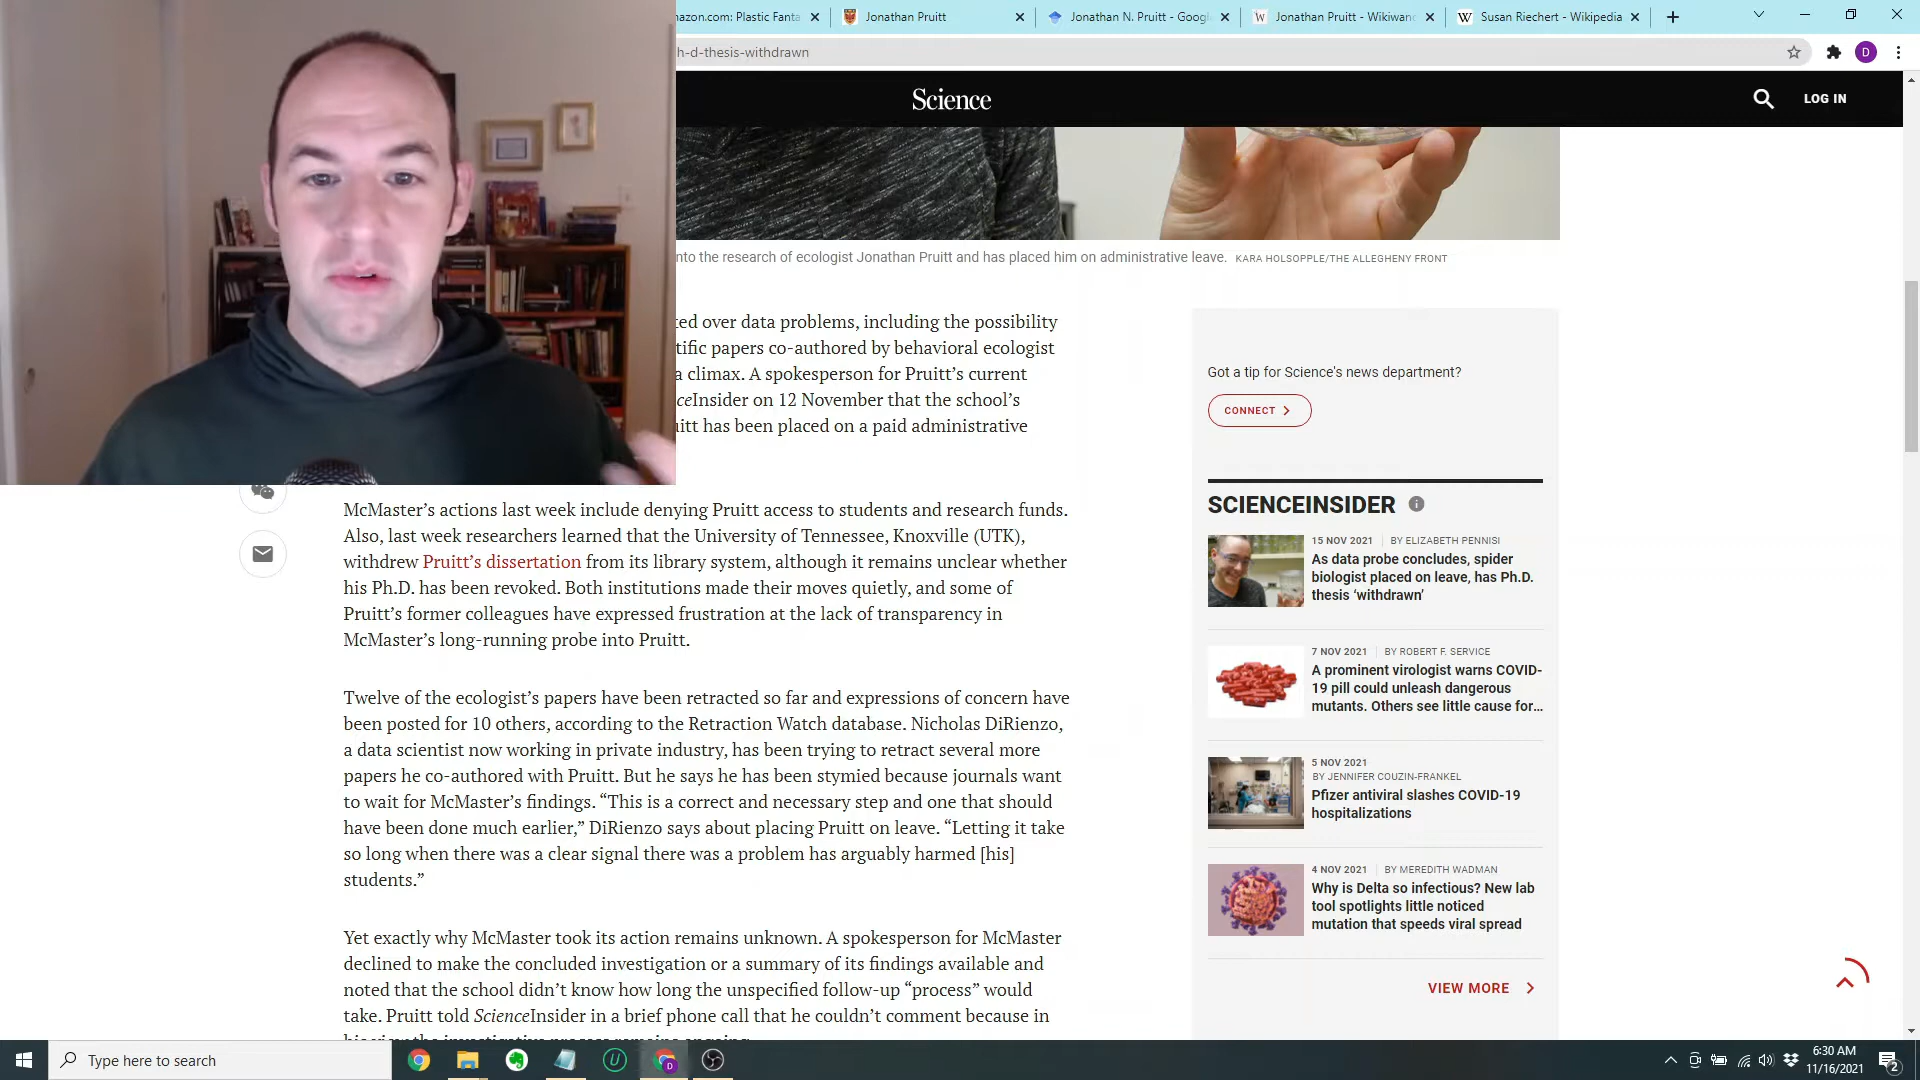 mazon.com: Plastic Fanta
Jonathan Pruitt
Jonathan N. Pruitt - Googl
Jonathan Pruitt - Wikiwan
Susan Riechert - Wikipedia
h-d-thesis-withdrawn
D
Science
LOG IN
nto the research of ecologist Jonathan Pruitt and has placed him on administrative leave. KARA HOLSOPPLE/THE ALLEGHENY FRONT
ted over data problems, including the possibility
tific papers co-authored by behavioral ecologist
a climax. A spokesperson for Pruitt’s current
ceInsider on 12 November that the school’s
uitt has been placed on a paid administrative
McMaster’s actions last week include denying Pruitt access to students and research funds.
Also, last week researchers learned that the University of Tennessee, Knoxville (UTK),
withdrew Pruitt’s dissertation from its library system, although it remains unclear whether
his Ph.D. has been revoked. Both institutions made their moves quietly, and some of
Pruitt’s former colleagues have expressed frustration at the lack of transparency in
McMaster’s long-running probe into Pruitt.
Twelve of the ecologist’s papers have been retracted so far and expressions of concern have
been posted for 10 others, according to the Retraction Watch database. Nicholas DiRienzo,
a data scientist now working in private industry, has been trying to retract several more
papers he co-authored with Pruitt. But he says he has been stymied because journals want
to wait for McMaster’s findings. “This is a correct and necessary step and one that should
have been done much earlier,” DiRienzo says about placing Pruitt on leave. “Letting it take
so long when there was a clear signal there was a problem has arguably harmed [his]
students.”
Yet exactly why McMaster took its action remains unknown. A spokesperson for McMaster
declined to make the concluded investigation or a summary of its findings available and
noted that the school didn’t know how long the unspecified follow-up “process” would
take. Pruitt told ScienceInsider in a brief phone call that he couldn’t comment because in
his view the investigative process remains ongoing.
Got a tip for Science's news department?
CONNECT
SCIENCEINSIDER
15 NOV 2021 BY ELIZABETH PENNISI
As data probe concludes, spider
biologist placed on leave, has Ph.D.
thesis ‘withdrawn’
7 NOV 2021 BY ROBERT F. SERVICE
A prominent virologist warns COVID-
19 pill could unleash dangerous
mutants. Others see little cause for…
5 NOV 2021
BY JENNIFER COUZIN-FRANKEL
Pfizer antiviral slashes COVID-19
hospitalizations
4 NOV 2021 BY MEREDITH WADMAN
Why is Delta so infectious? New lab
tool spotlights little noticed
mutation that speeds viral spread
VIEW MORE
Type here to search
6:30 AM
11/16/2021
2